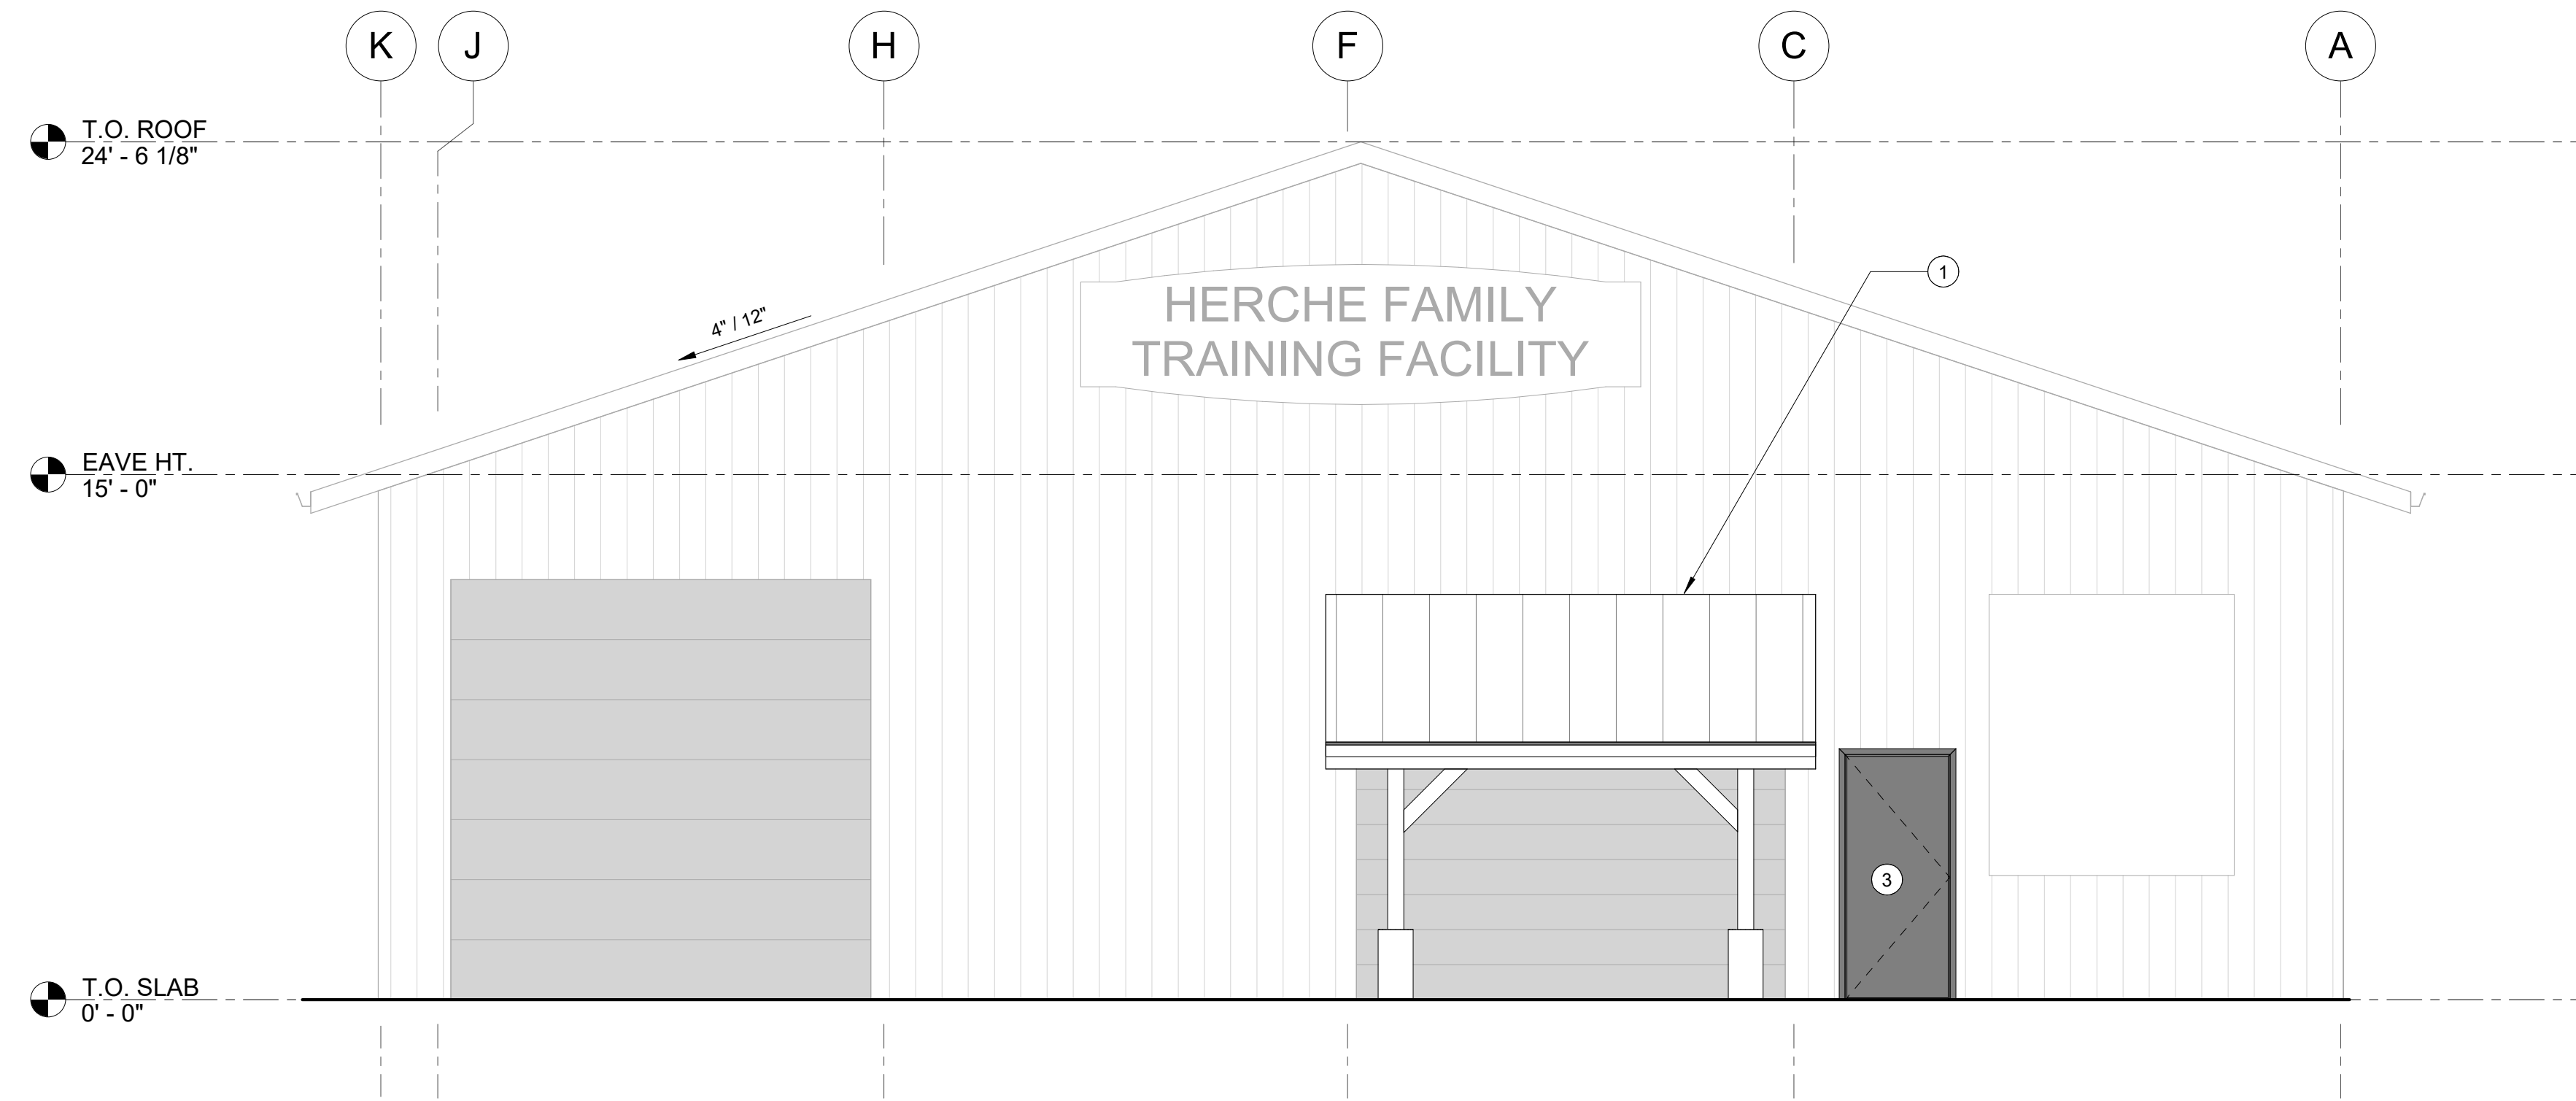 K J H F C A
T.O. ROOF
24' - 6 1/8"
1
HERCHE FAMILY
4" / 12"
TRAINING FACILITY
EAVE HT.
15' - 0"
3
T.O. SLAB
0' - 0"